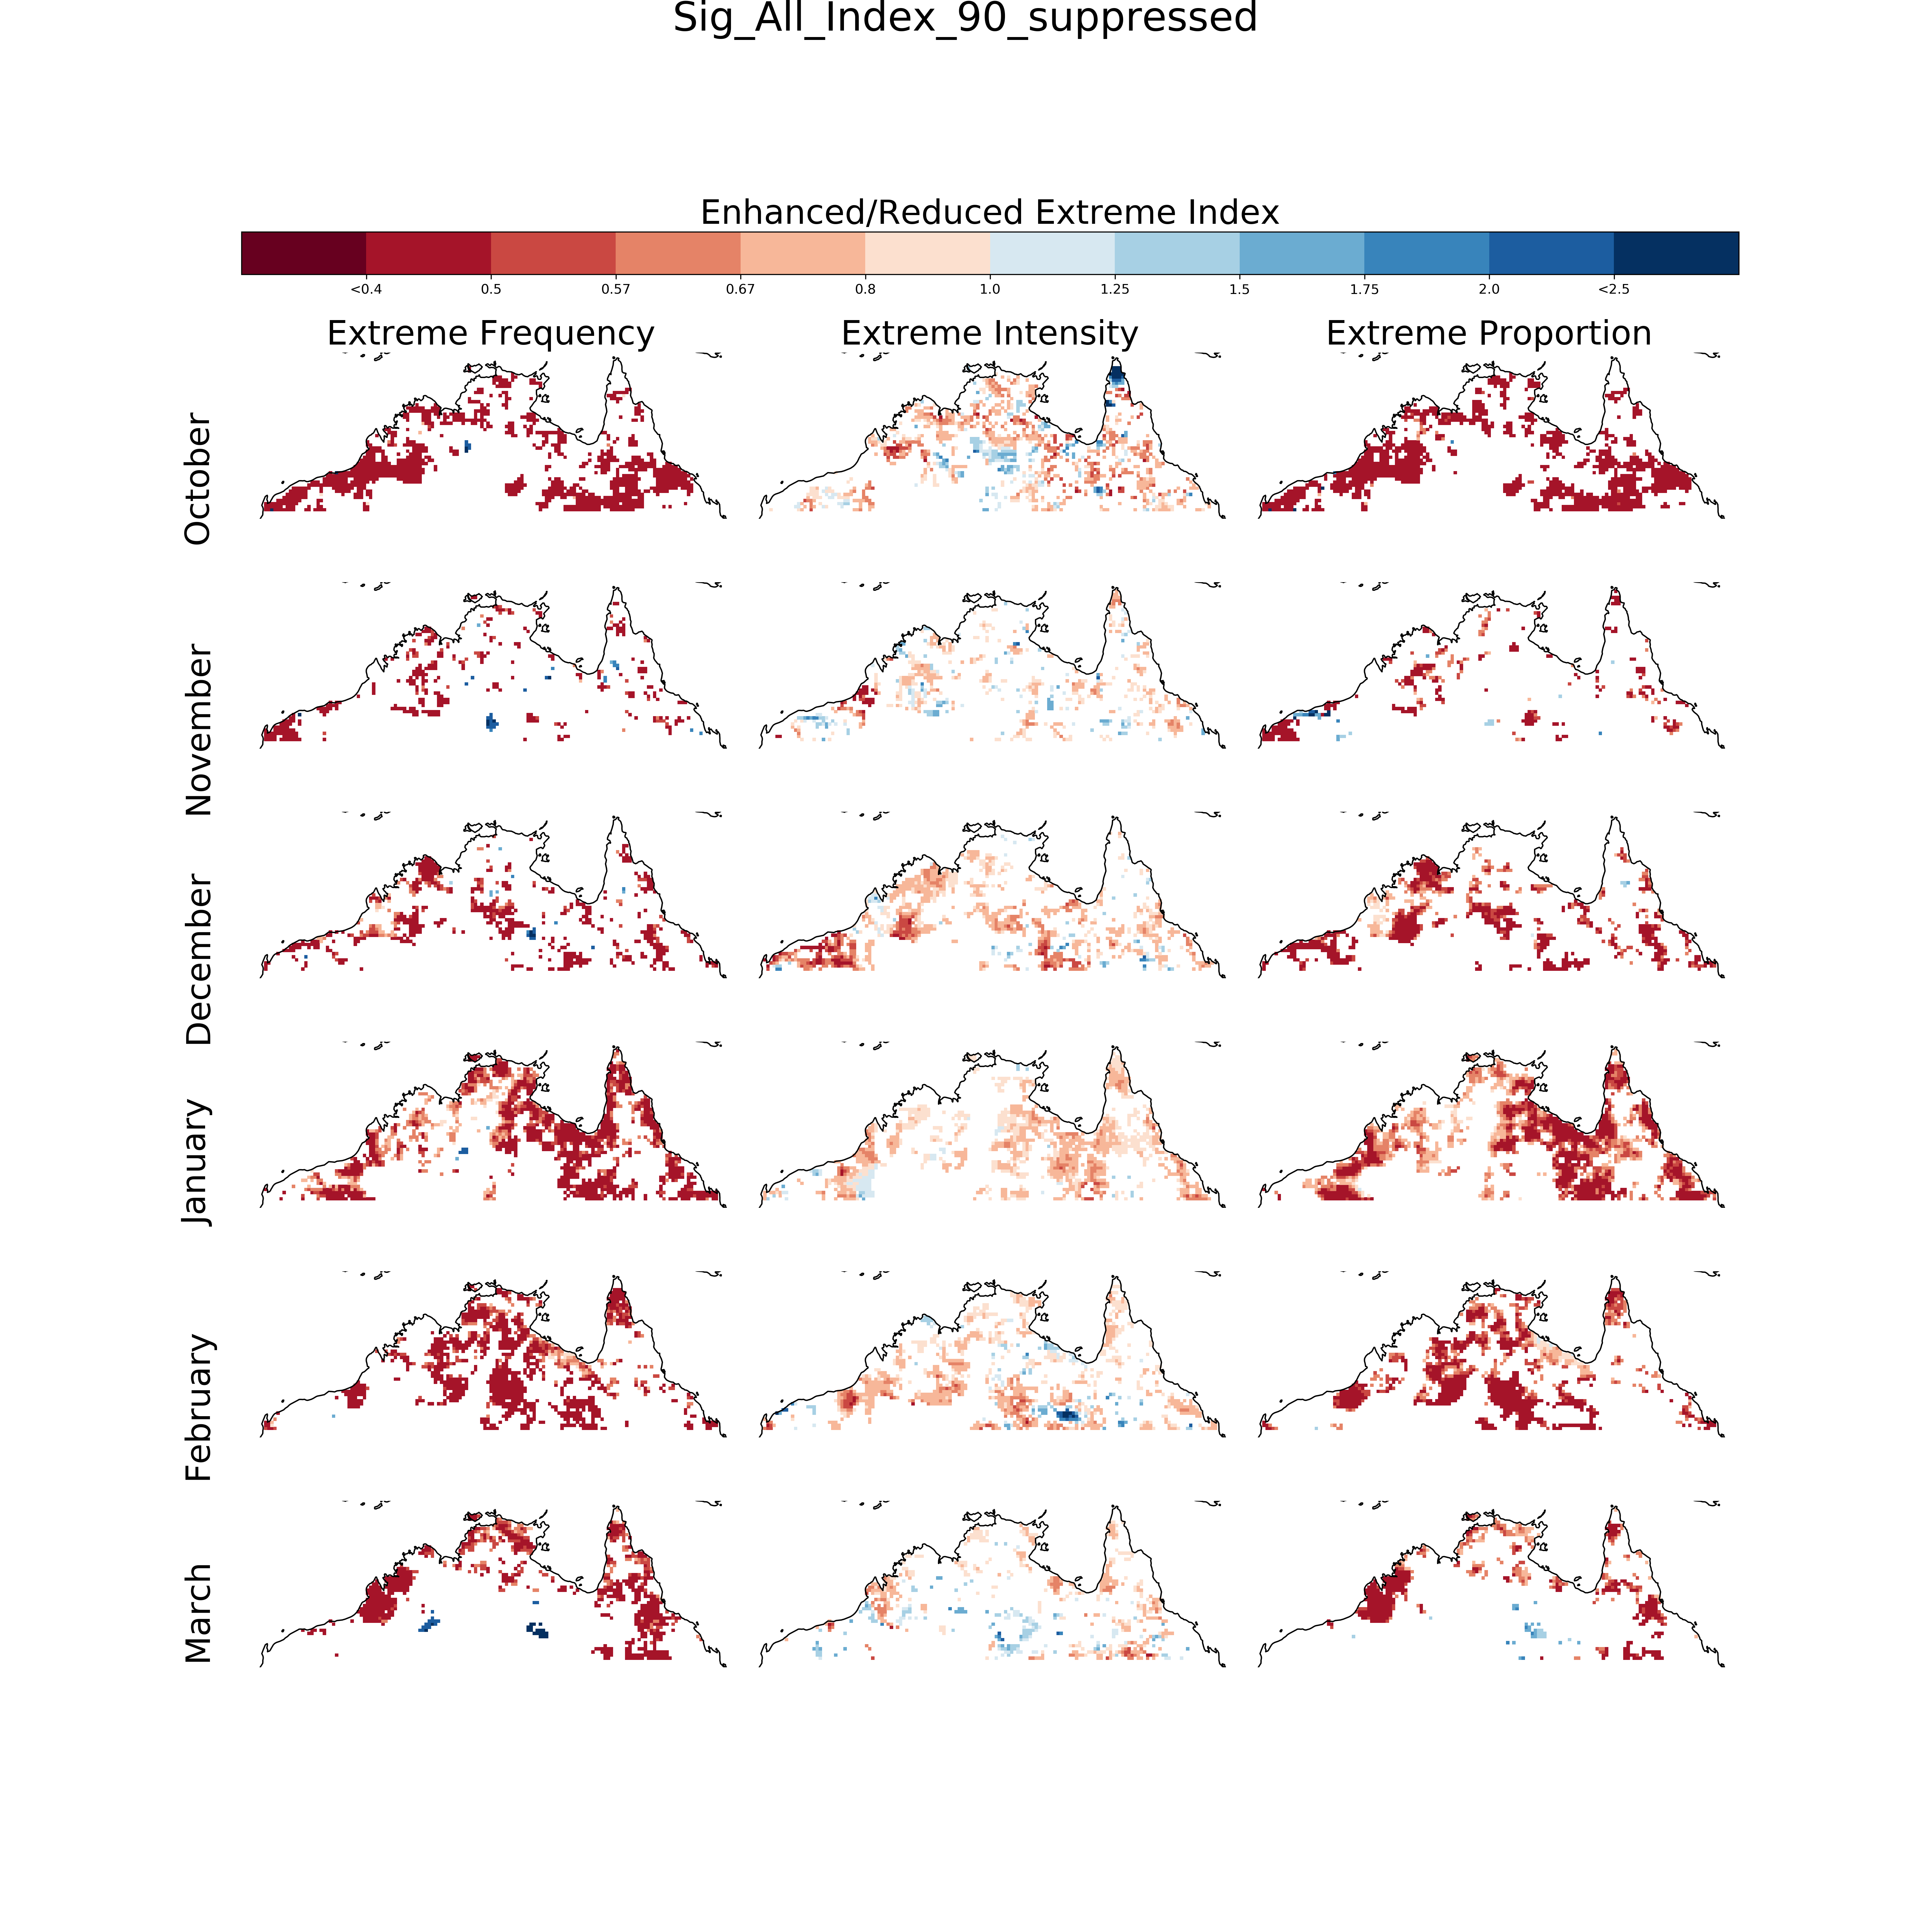 Sig_All_Index_90_suppressed
Enhanced/Reduced Extreme Index
<0.4 0.5 0.57 0.67 0.8 1.0 1.25 1.5 1.75 2.0 <2.5
Extreme Frequency Extreme Intensity Extreme Proportion
October
November
December
January
February
March